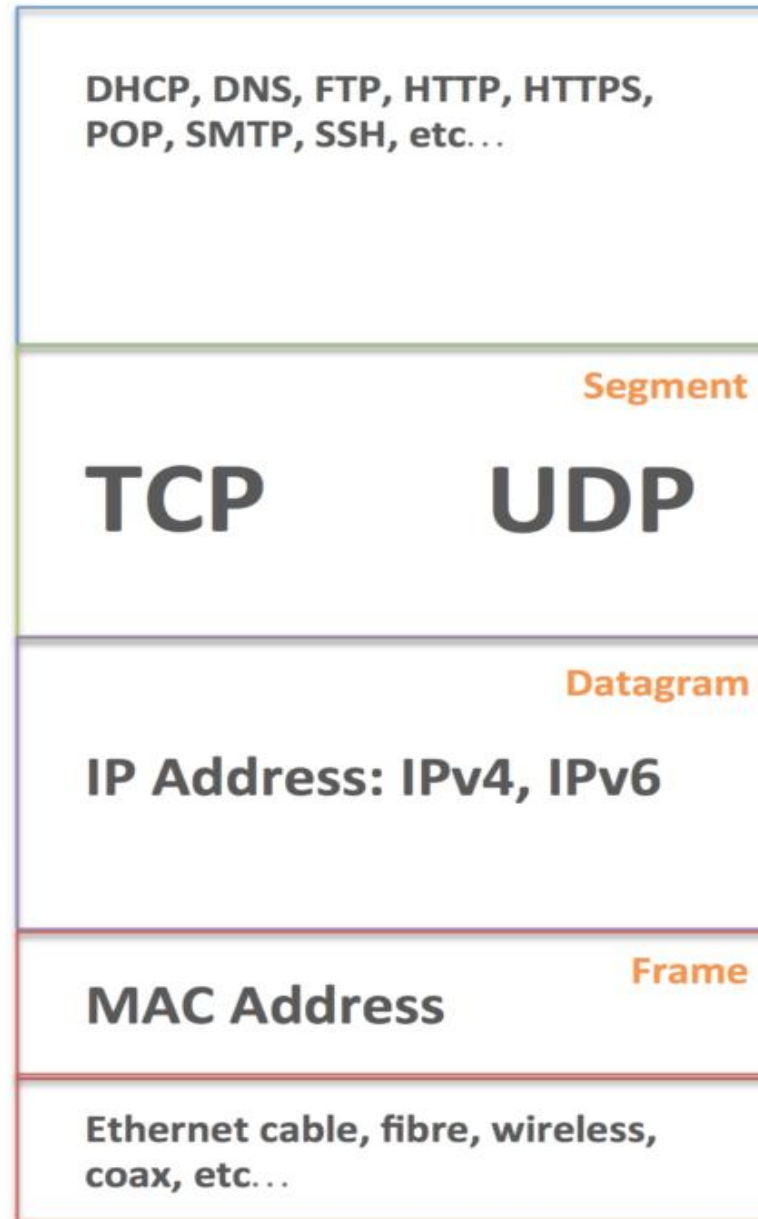 DHCP, DNS, FTP, HTTP, HTTPS,
POP, SMTP, SSH, etc...
Segment
TCP UDP
Datagram
IP Address: IPv4, IPv6
Frame
MAC Address
Ethernet cable, fibre, wireless,
coax, etc...